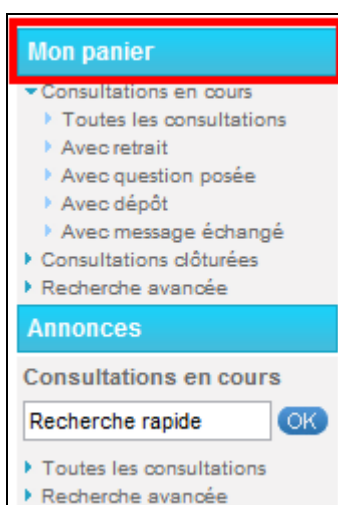 Mon panier
Consultations en cours
Toutes les consultations
Avec retrait
Avec question posée
Avec dépôt
Avec message échangé
Consultations clôturées
Recherche avancée
Annonces
Consultations en cours
Recherche rapide OK
Toutes les consultations
Recherche avancée